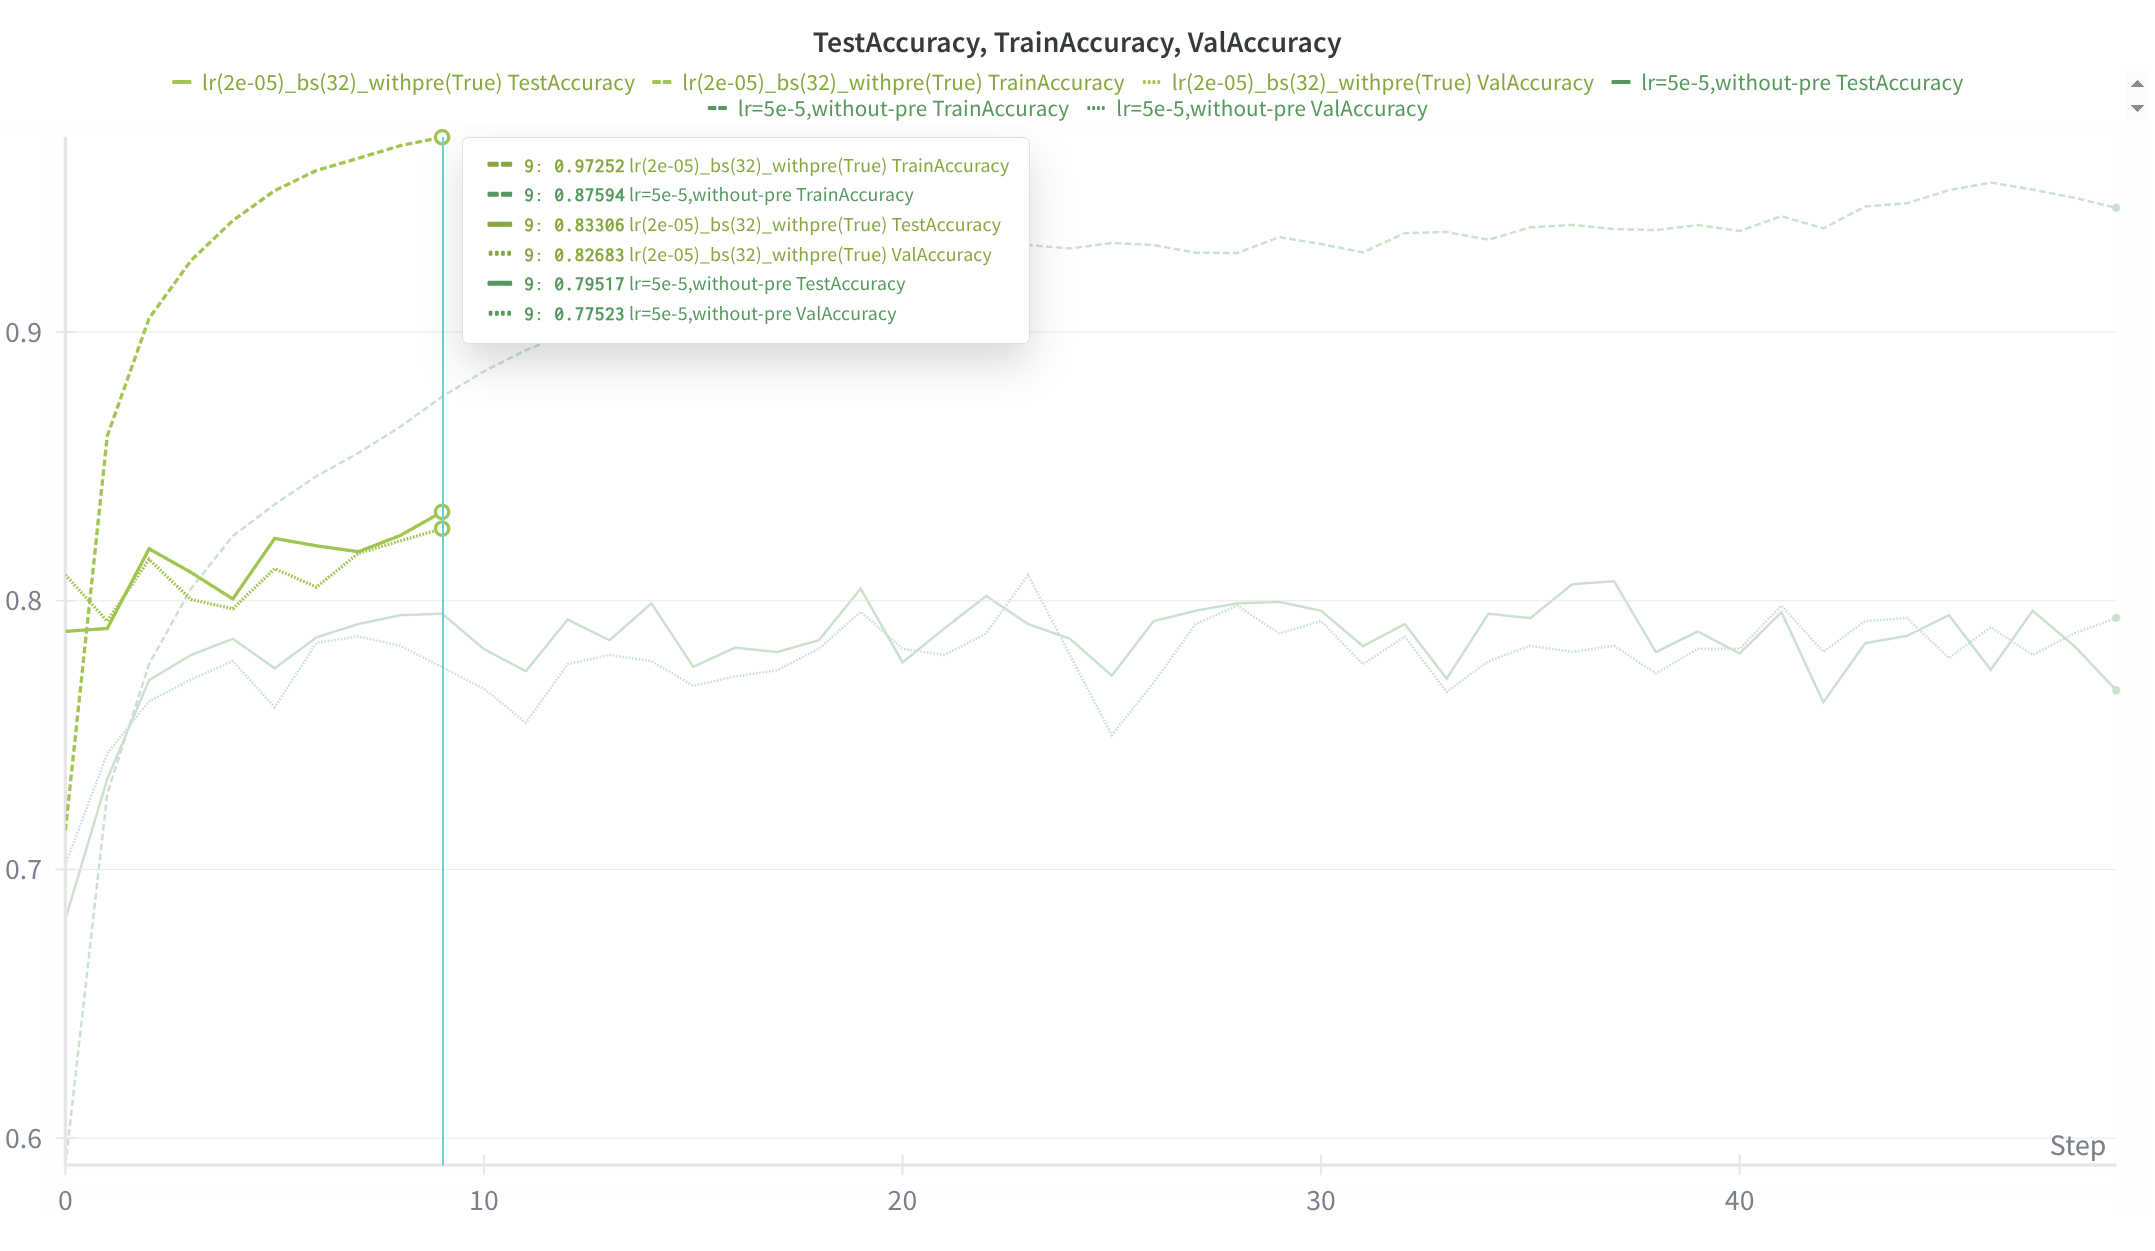 TestAccuracy, TrainAccuracy, ValAccuracy
lr(2e-05)_bs(32)_withpre(True) TestAccuracy lr(2e-05)_bs(32)_withpre(True) TrainAccuracy lr(2e-05)_bs(32)_withpre(True) ValAccuracy lr=5e-5,without-pre TestAccuracy
lr=5e-5,without-pre TrainAccuracy lr=5e-5,without-pre ValAccuracy
9: 0.97252 lr(2e-05)_bs(32)_withpre(True) TrainAccuracy
9: 0.87594 lr=5e-5,without-pre TrainAccuracy
9: 0.83306 lr(2e-05)_bs(32)_withpre(True) TestAccuracy
9: 0.82683 lr(2e-05)_bs(32)_withpre(True) ValAccuracy
9: 0.79517 lr=5e-5,without-pre TestAccuracy
9: 0.77523 lr=5e-5,without-pre ValAccuracy
0.9
0.8
0.7
0.6
Step
0 10 20 30 40